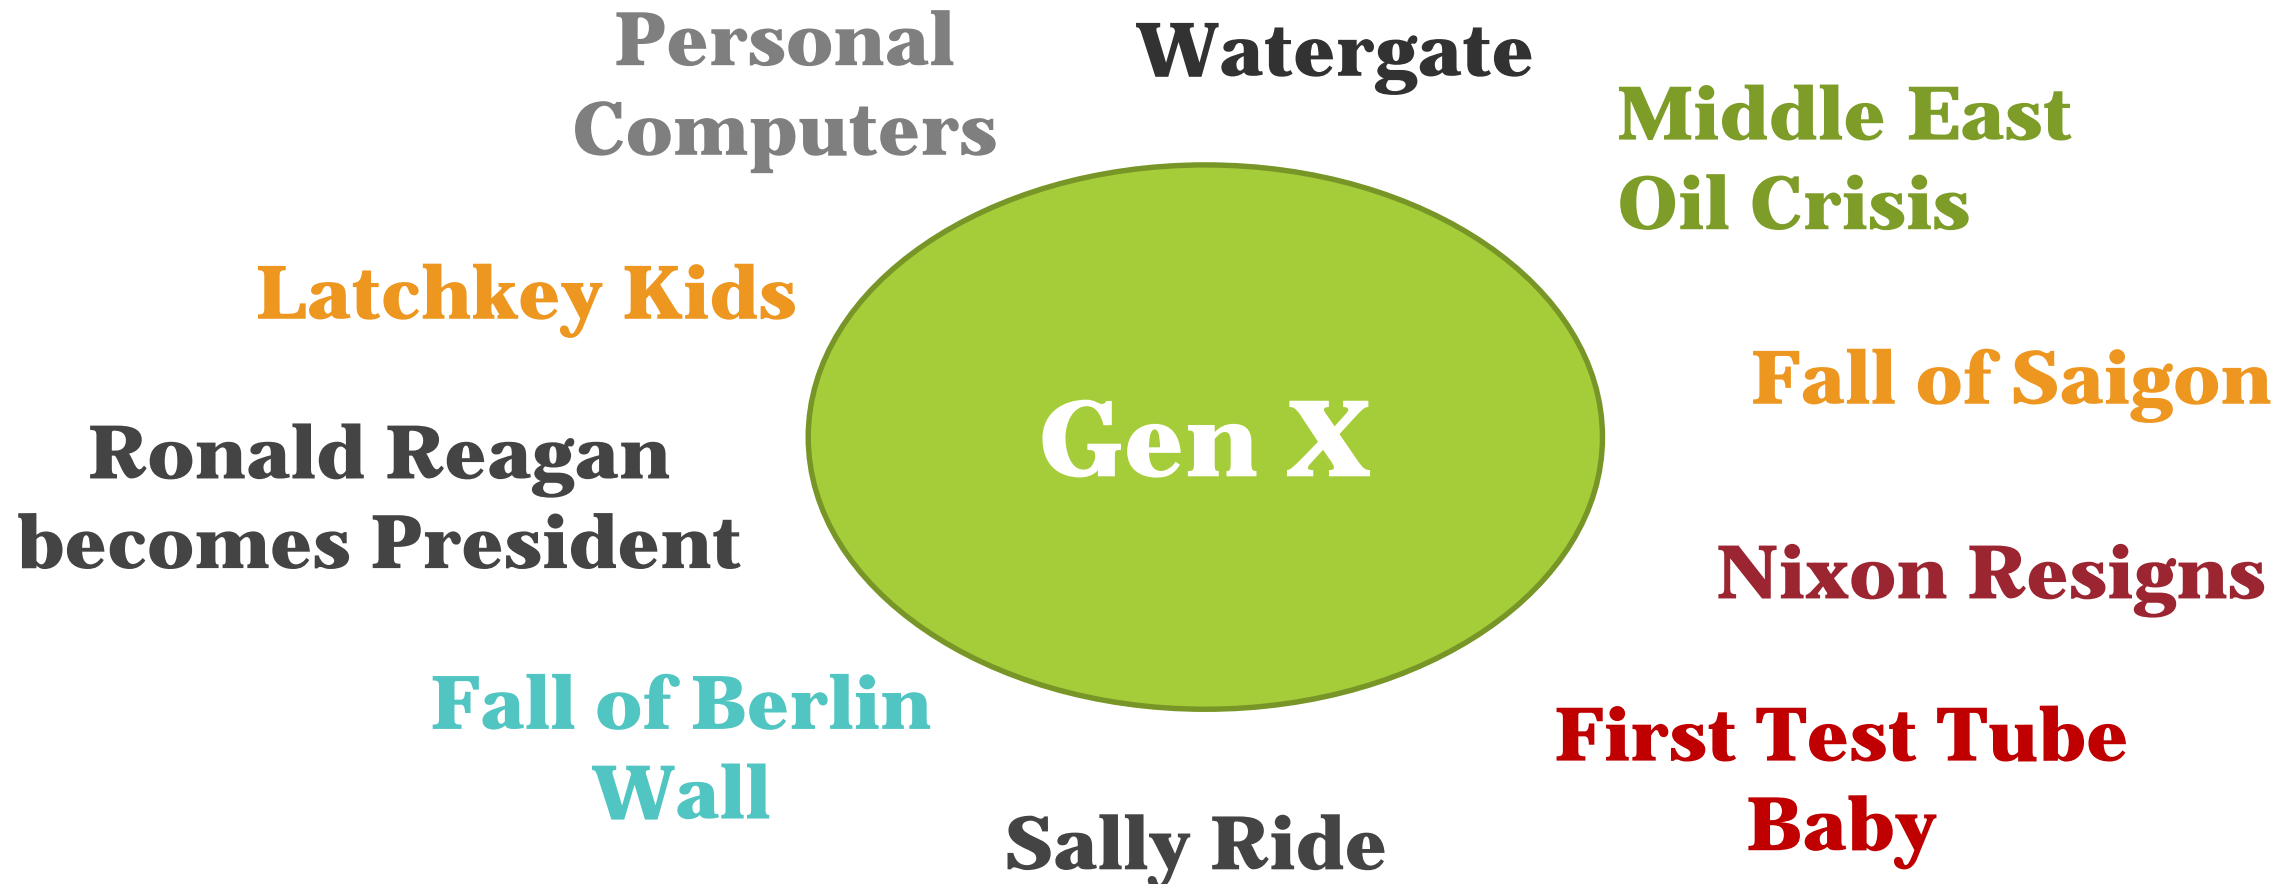 Personal
Computers
Watergate
Middle East
Oil Crisis
Latchkey Kids
Fall of Saigon
Gen X
Ronald Reagan
becomes President
Nixon Resigns
Fall of Berlin
Wall
First Test Tube
Baby
Sally Ride